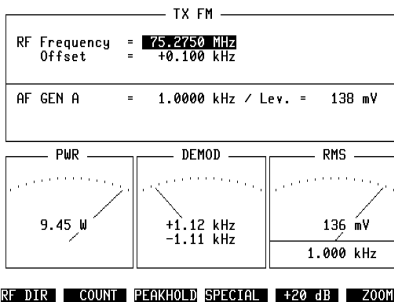 TX FM
RF Frequency = 75.2750 MHz
Offset = +0.100 kHz
AF GEN A = 1.0000 kHz / Lev. = 138 mV
PWR DEMOD RMS
9.45 W +1.12 kHz 136 mV
-1.11 kHz
1.000 kHz
RF DIR COUNT PEAKHOLD SPECIAL +20 dB ZOOM